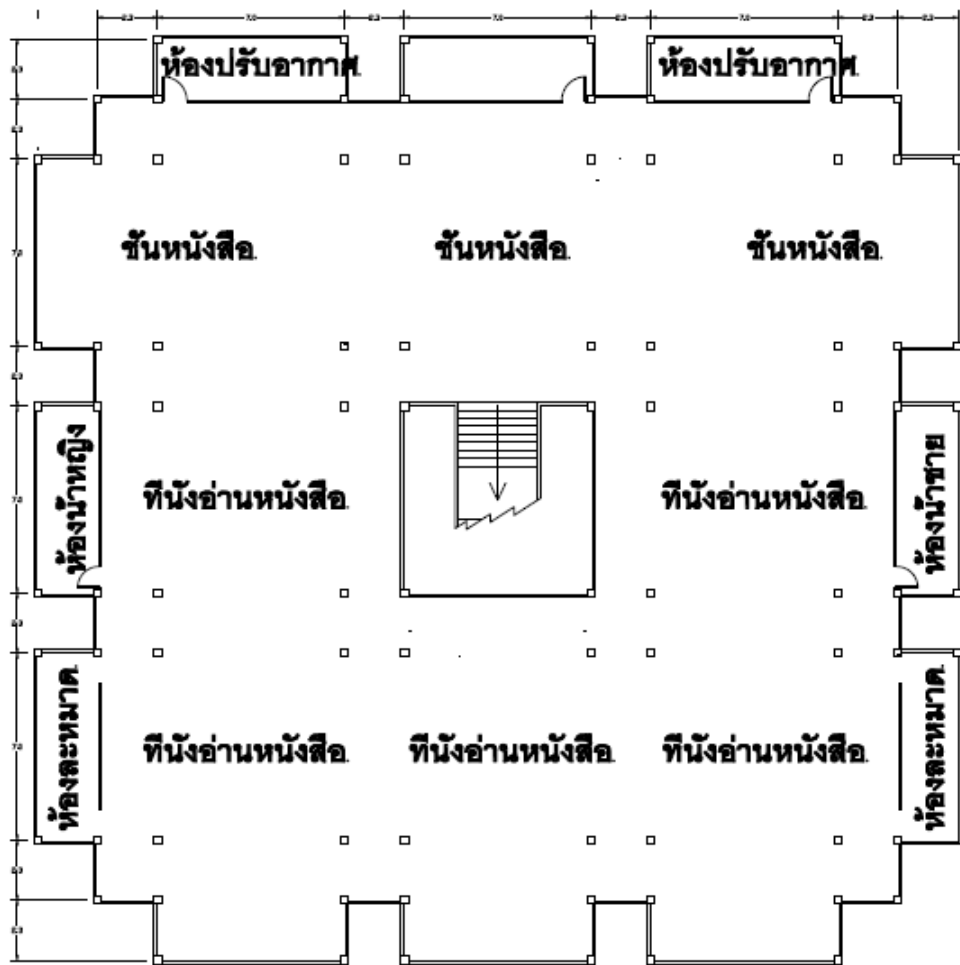 ห้องปรับอากาศ
ห้องปรับอากาศ
ชั้นหนังสือ
ชั้นหนังสือ
ชั้นหนังสือ
ห้องน้ำหญิง
ที่นั่งอ่านหนังสือ
ที่นั่งอ่านหนังสือ
ห้องน้ำชาย
ห้องละหมาด
ที่นั่งอ่านหนังสือ
ที่นั่งอ่านหนังสือ
ที่นั่งอ่านหนังสือ
ห้องละหมาด